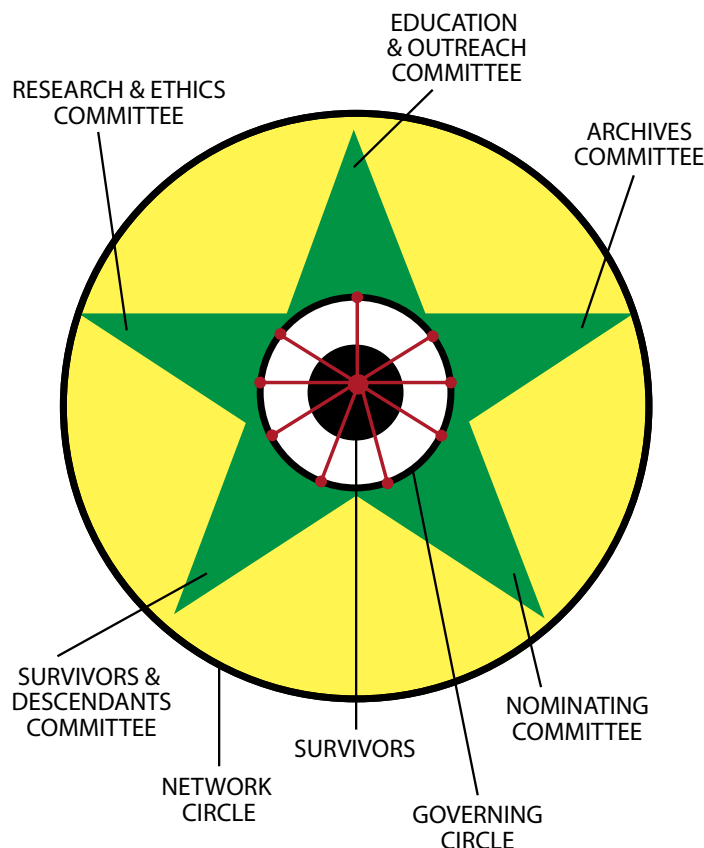 EDUCATION
& OUTREACH
COMMITTEE
RESEARCH & ETHICS
COMMITTEE
ARCHIVES
COMMITTEE
SURVIVORS &
DESCENDANTS
COMMITTEE
NETWORK
CIRCLE
SURVIVORS
GOVERNING
CIRCLE
NOMINATING
COMMITTEE